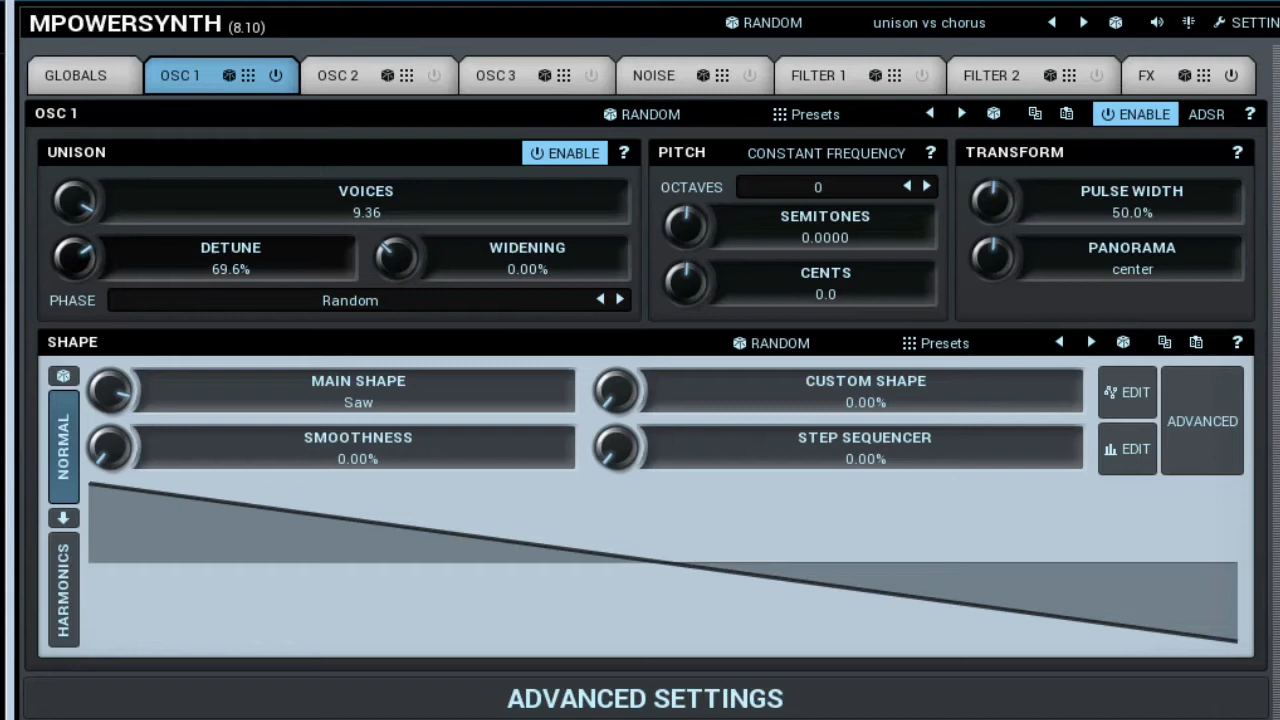 MPOWERSYNTH (8.10) RANDOM unison vs chorus SETTIN
GLOBALS OSC 1 OSC 2 OSC 3 NOISE FILTER 1 FILTER 2 FX
OSC 1 RANDOM Presets ENABLE ADSR ?
UNISON ENABLE ?
VOICES
9.36
DETUNE
69.6%
WIDENING
0.00%
PHASE Random
PITCH CONSTANT FREQUENCY ?
OCTAVES 0
SEMITONES
0.0000
CENTS
0.0
TRANSFORM ?
PULSE WIDTH
50.0%
PANORAMA
center
SHAPE RANDOM Presets ?
NORMAL
HARMONICS
MAIN SHAPE
Saw
SMOOTHNESS
0.00%
CUSTOM SHAPE
0.00%
STEP SEQUENCER
0.00%
EDIT
EDIT
ADVANCED
ADVANCED SETTINGS